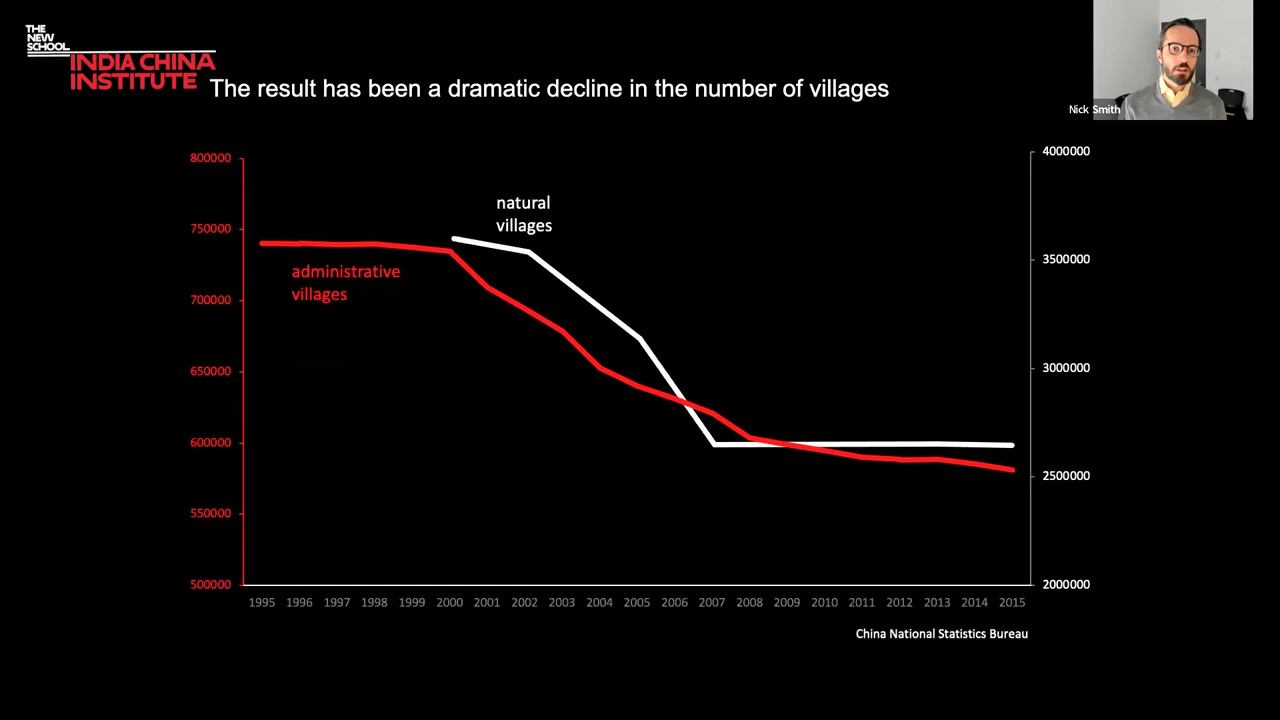 THE
NEW
SCHOOL
INDIA CHINA
INSTITUTE
The result has been a dramatic decline in the number of villages
Nick Smith
800000
750000
700000
650000
600000
550000
500000
natural
villages
administrative
villages
4000000
3500000
3000000
2500000
2000000
1995 1996 1997 1998 1999 2000 2001 2002 2003 2004 2005 2006 2007 2008 2009 2010 2011 2012 2013 2014 2015
China National Statistics Bureau